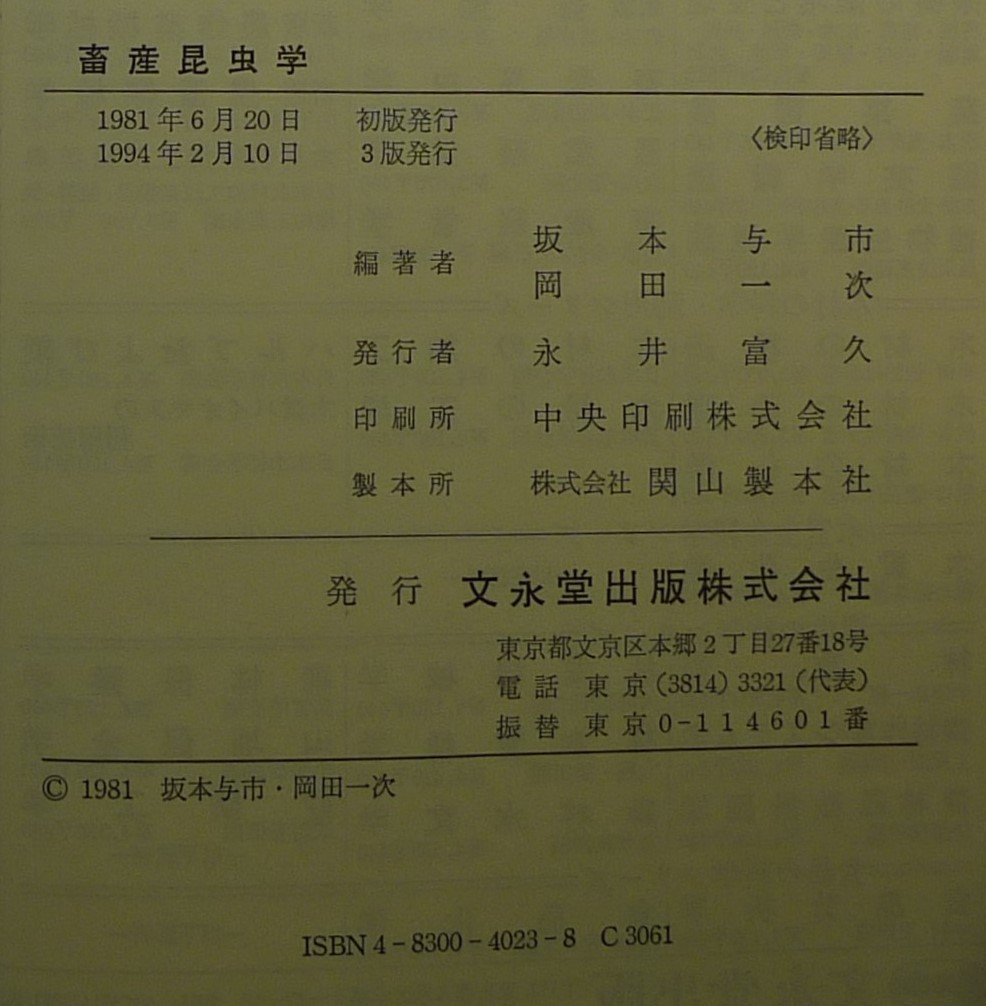 畜産昆虫学
1981年6月20日 初版発行
1994年2月10日 3版発行
〈検印省略〉
編著者 坂本与市
岡田一次
発行者 永井富久
印刷所 中央印刷株式会社
製本所 株式会社 関山製本社
発行 文永堂出版株式会社
東京都文京区本郷2丁目27番18号
電話 東京(3814)3321(代表)
振替 東京0-114601番
© 1981 坂本与市・岡田一次
ISBN4-8300-4023-8 C3061